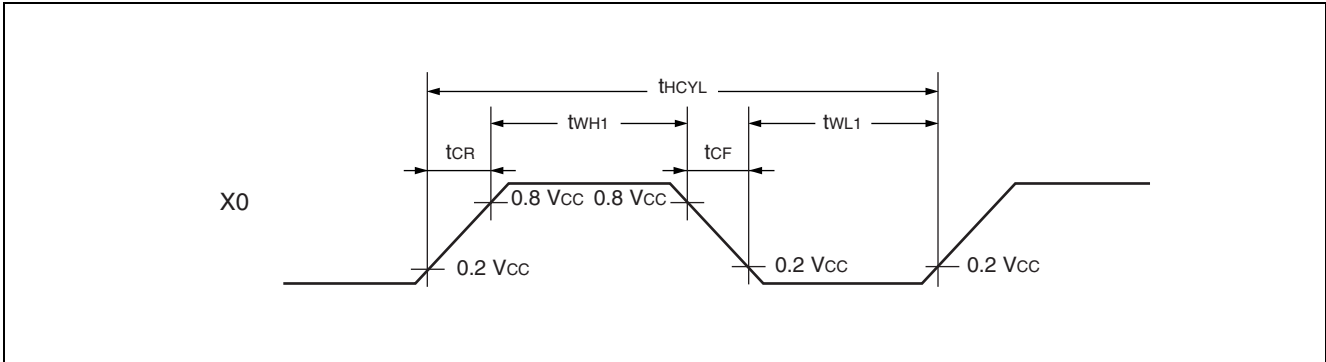 tHCYL
tWH1
tWL1
tCR
tCF
X0
0.8 VCC 0.8 VCC
0.2 VCC
0.2 VCC
0.2 VCC